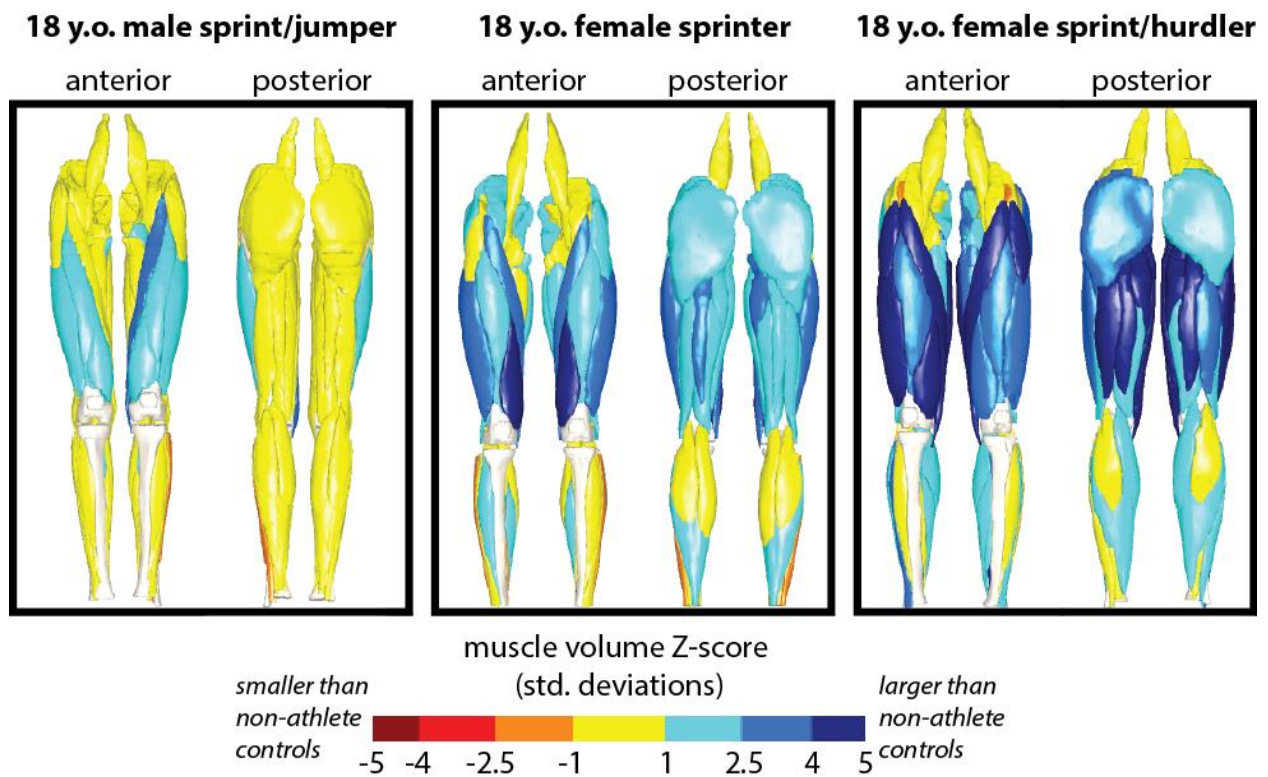 18 y.o. male sprint/jumper
18 y.o. female sprinter
18 y.o. female sprint/hurdler
anterior posterior
anterior posterior
anterior posterior
muscle volume Z-score
(std. deviations)
smaller than
non-athlete
controls
larger than
non-athlete
controls
-5 -4 -2.5 -1 1 2.5 4 5